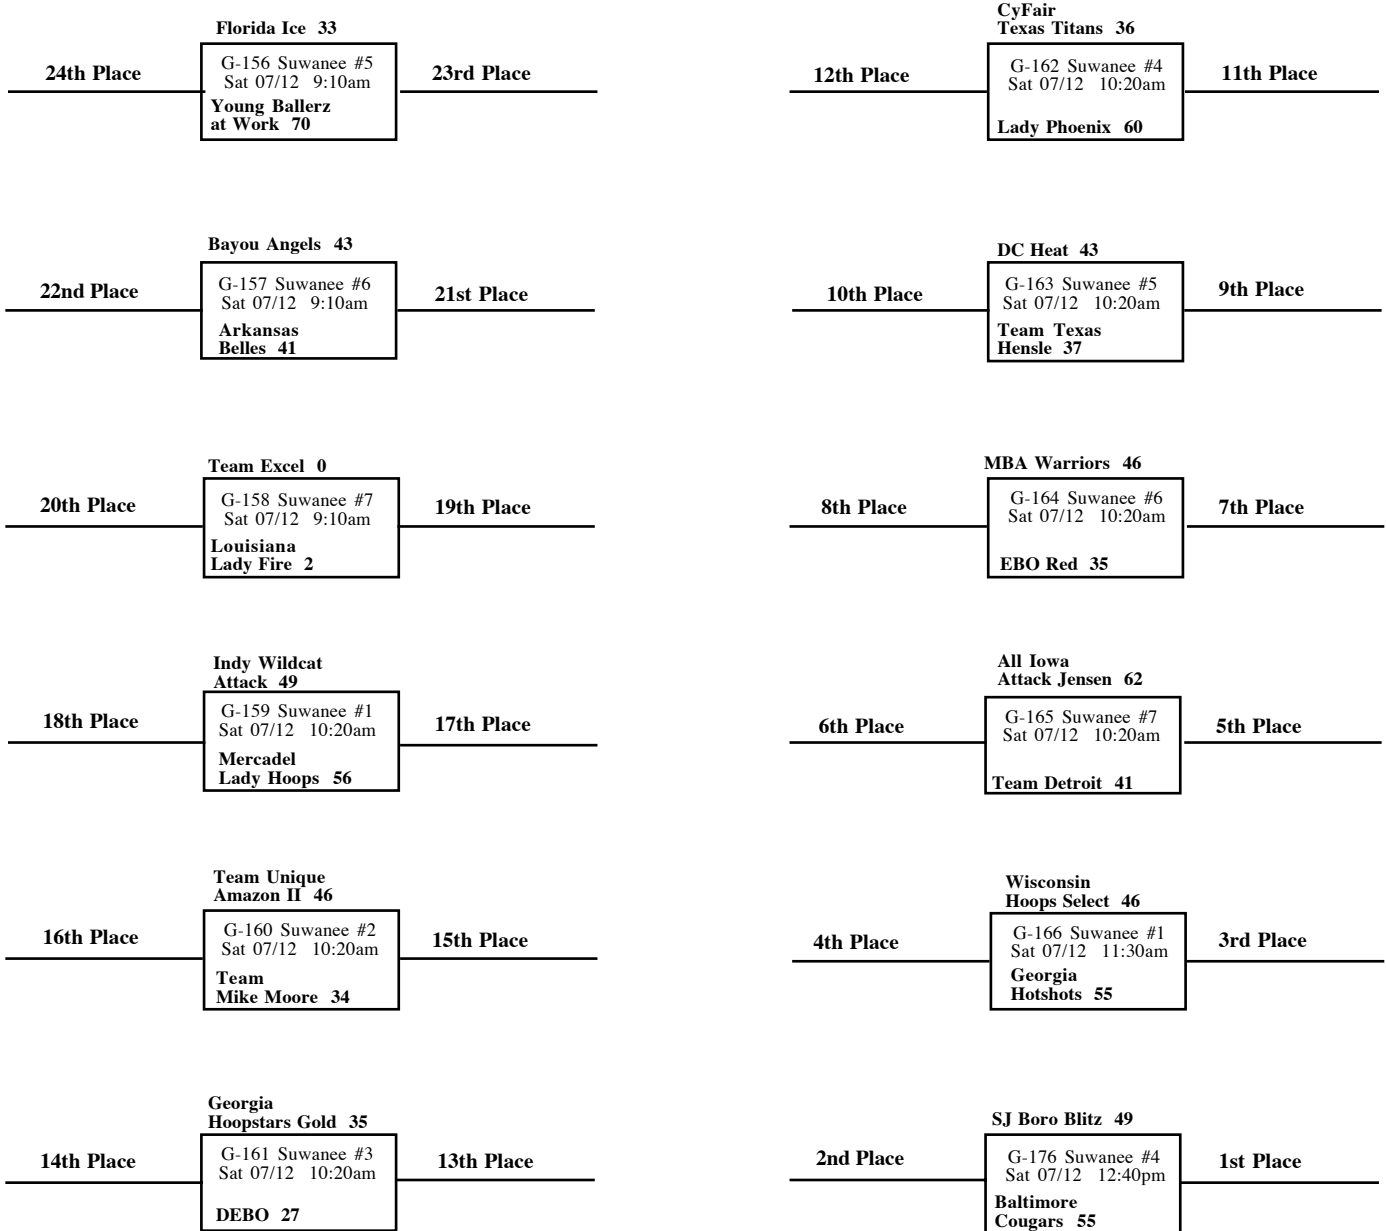 Florida Ice 33
24th Place
G-156 Suwanee #5
Sat 07/12 9:10am
23rd Place
Young Ballerz
at Work 70
Bayou Angels 43
22nd Place
G-157 Suwanee #6
Sat 07/12 9:10am
21st Place
Arkansas
Belles 41
Team Excel 0
20th Place
G-158 Suwanee #7
Sat 07/12 9:10am
19th Place
Louisiana
Lady Fire 2
Indy Wildcat
Attack 49
18th Place
G-159 Suwanee #1
Sat 07/12 10:20am
17th Place
Mercadel
Lady Hoops 56
Team Unique
Amazon II 46
16th Place
G-160 Suwanee #2
Sat 07/12 10:20am
15th Place
Team
Mike Moore 34
Georgia
Hoopstars Gold 35
14th Place
G-161 Suwanee #3
Sat 07/12 10:20am
13th Place
DEBO 27
CyFair
Texas Titans 36
12th Place
G-162 Suwanee #4
Sat 07/12 10:20am
11th Place
Lady Phoenix 60
DC Heat 43
10th Place
G-163 Suwanee #5
Sat 07/12 10:20am
9th Place
Team Texas
Hensle 37
MBA Warriors 46
8th Place
G-164 Suwanee #6
Sat 07/12 10:20am
7th Place
EBO Red 35
All Iowa
Attack Jensen 62
6th Place
G-165 Suwanee #7
Sat 07/12 10:20am
5th Place
Team Detroit 41
Wisconsin
Hoops Select 46
4th Place
G-166 Suwanee #1
Sat 07/12 11:30am
3rd Place
Georgia
Hotshots 55
SJ Boro Blitz 49
2nd Place
G-176 Suwanee #4
Sat 07/12 12:40pm
1st Place
Baltimore
Cougars 55